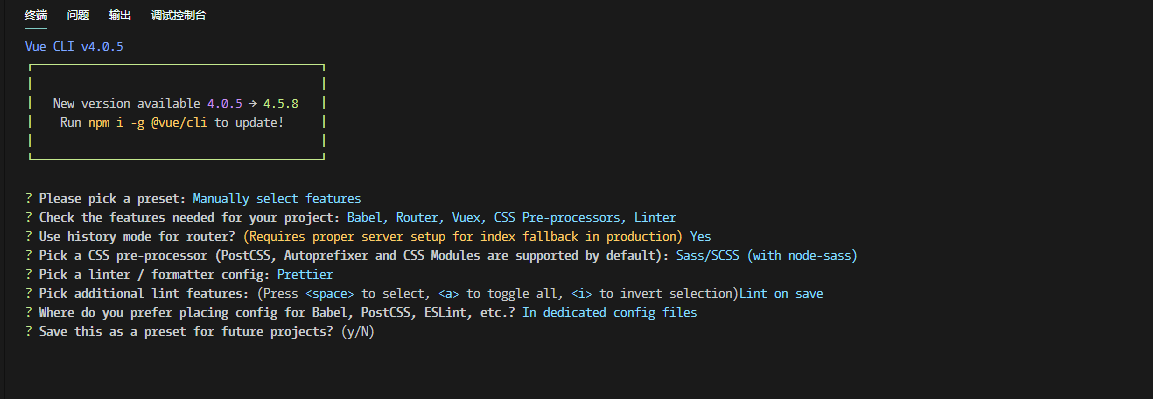 终端 问题 输出 调试控制台
Vue CLI v4.0.5
New version available 4.0.5 → 4.5.8
Run npm i -g @vue/cli to update!
? Please pick a preset: Manually select features
? Check the features needed for your project: Babel, Router, Vuex, CSS Pre-processors, Linter
? Use history mode for router? (Requires proper server setup for index fallback in production) Yes
? Pick a CSS pre-processor (PostCSS, Autoprefixer and CSS Modules are supported by default): Sass/SCSS (with node-sass)
? Pick a linter / formatter config: Prettier
? Pick additional lint features: (Press <space> to select, <a> to toggle all, <i> to invert selection)Lint on save
? Where do you prefer placing config for Babel, PostCSS, ESLint, etc.? In dedicated config files
? Save this as a preset for future projects? (y/N)